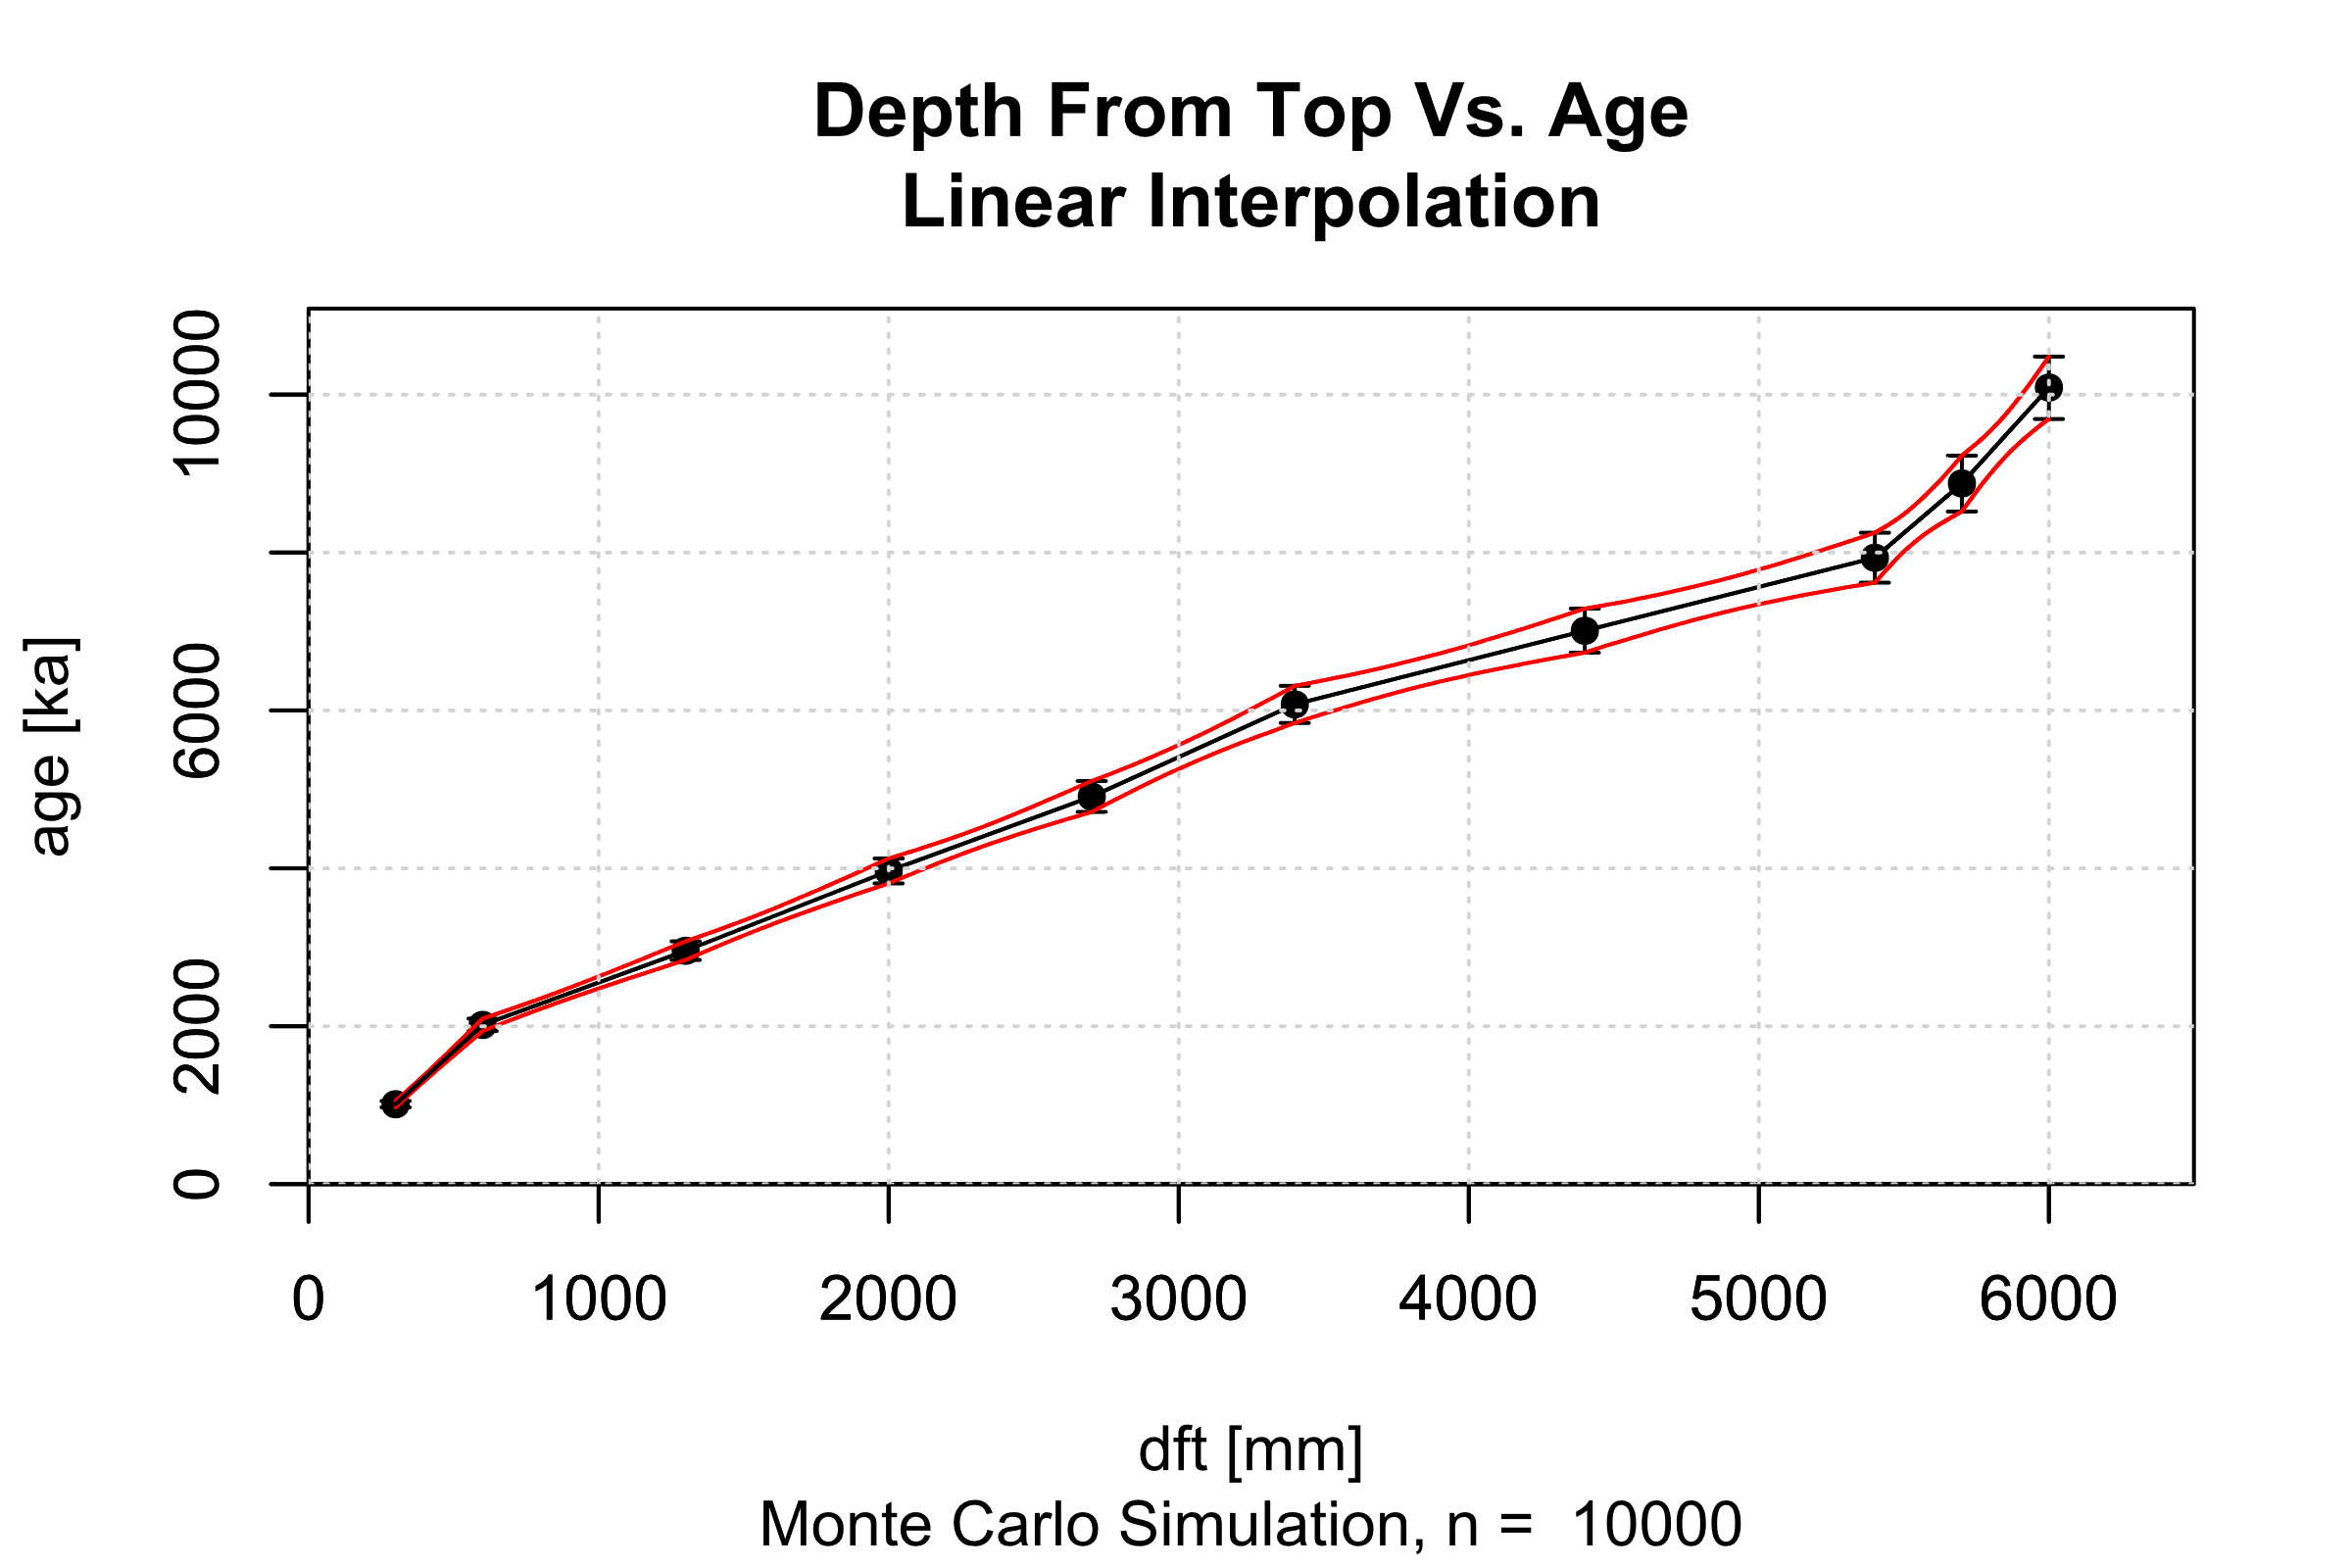 Depth From Top Vs. Age
Linear Interpolation
age [ka]
10000
6000
2000
0
0 1000 2000 3000 4000 5000 6000
dft [mm]
Monte Carlo Simulation, n =  10000